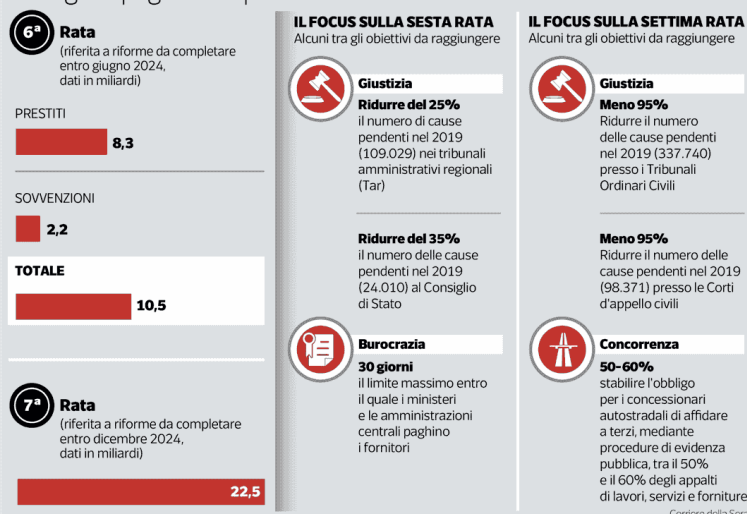 6ª Rata
(riferita a riforme da completare
entro giugno 2024,
dati in miliardi)
PRESTITI
8,3
SOVVENZIONI
2,2
TOTALE
10,5
7ª Rata
(riferita a riforme da completare
entro dicembre 2024,
dati in miliardi)
22,5
IL FOCUS SULLA SESTA RATA
Alcuni tra gli obiettivi da raggiungere
Giustizia
Ridurre del 25%
il numero di cause
pendenti nel 2019
(109.029) nei tribunali
amministrativi regionali
(Tar)
Ridurre del 35%
il numero delle cause
pendenti nel 2019
(24.010) al Consiglio
di Stato
Burocrazia
30 giorni
il limite massimo entro
il quale i ministeri
e le amministrazioni
centrali paghino
i fornitori
IL FOCUS SULLA SETTIMA RATA
Alcuni tra gli obiettivi da raggiungere
Giustizia
Meno 95%
Ridurre il numero
delle cause pendenti
nel 2019 (337.740)
presso i Tribunali
Ordinari Civili
Meno 95%
Ridurre il numero delle
cause pendenti nel 2019
(98.371) presso le Corti
d'appello civili
Concorrenza
50-60%
stabilire l'obbligo
per i concessionari
autostradali di affidare
a terzi, mediante
procedure di evidenza
pubblica, tra il 50%
e il 60% degli appalti
di lavori, servizi e forniture
Corriere della Sera